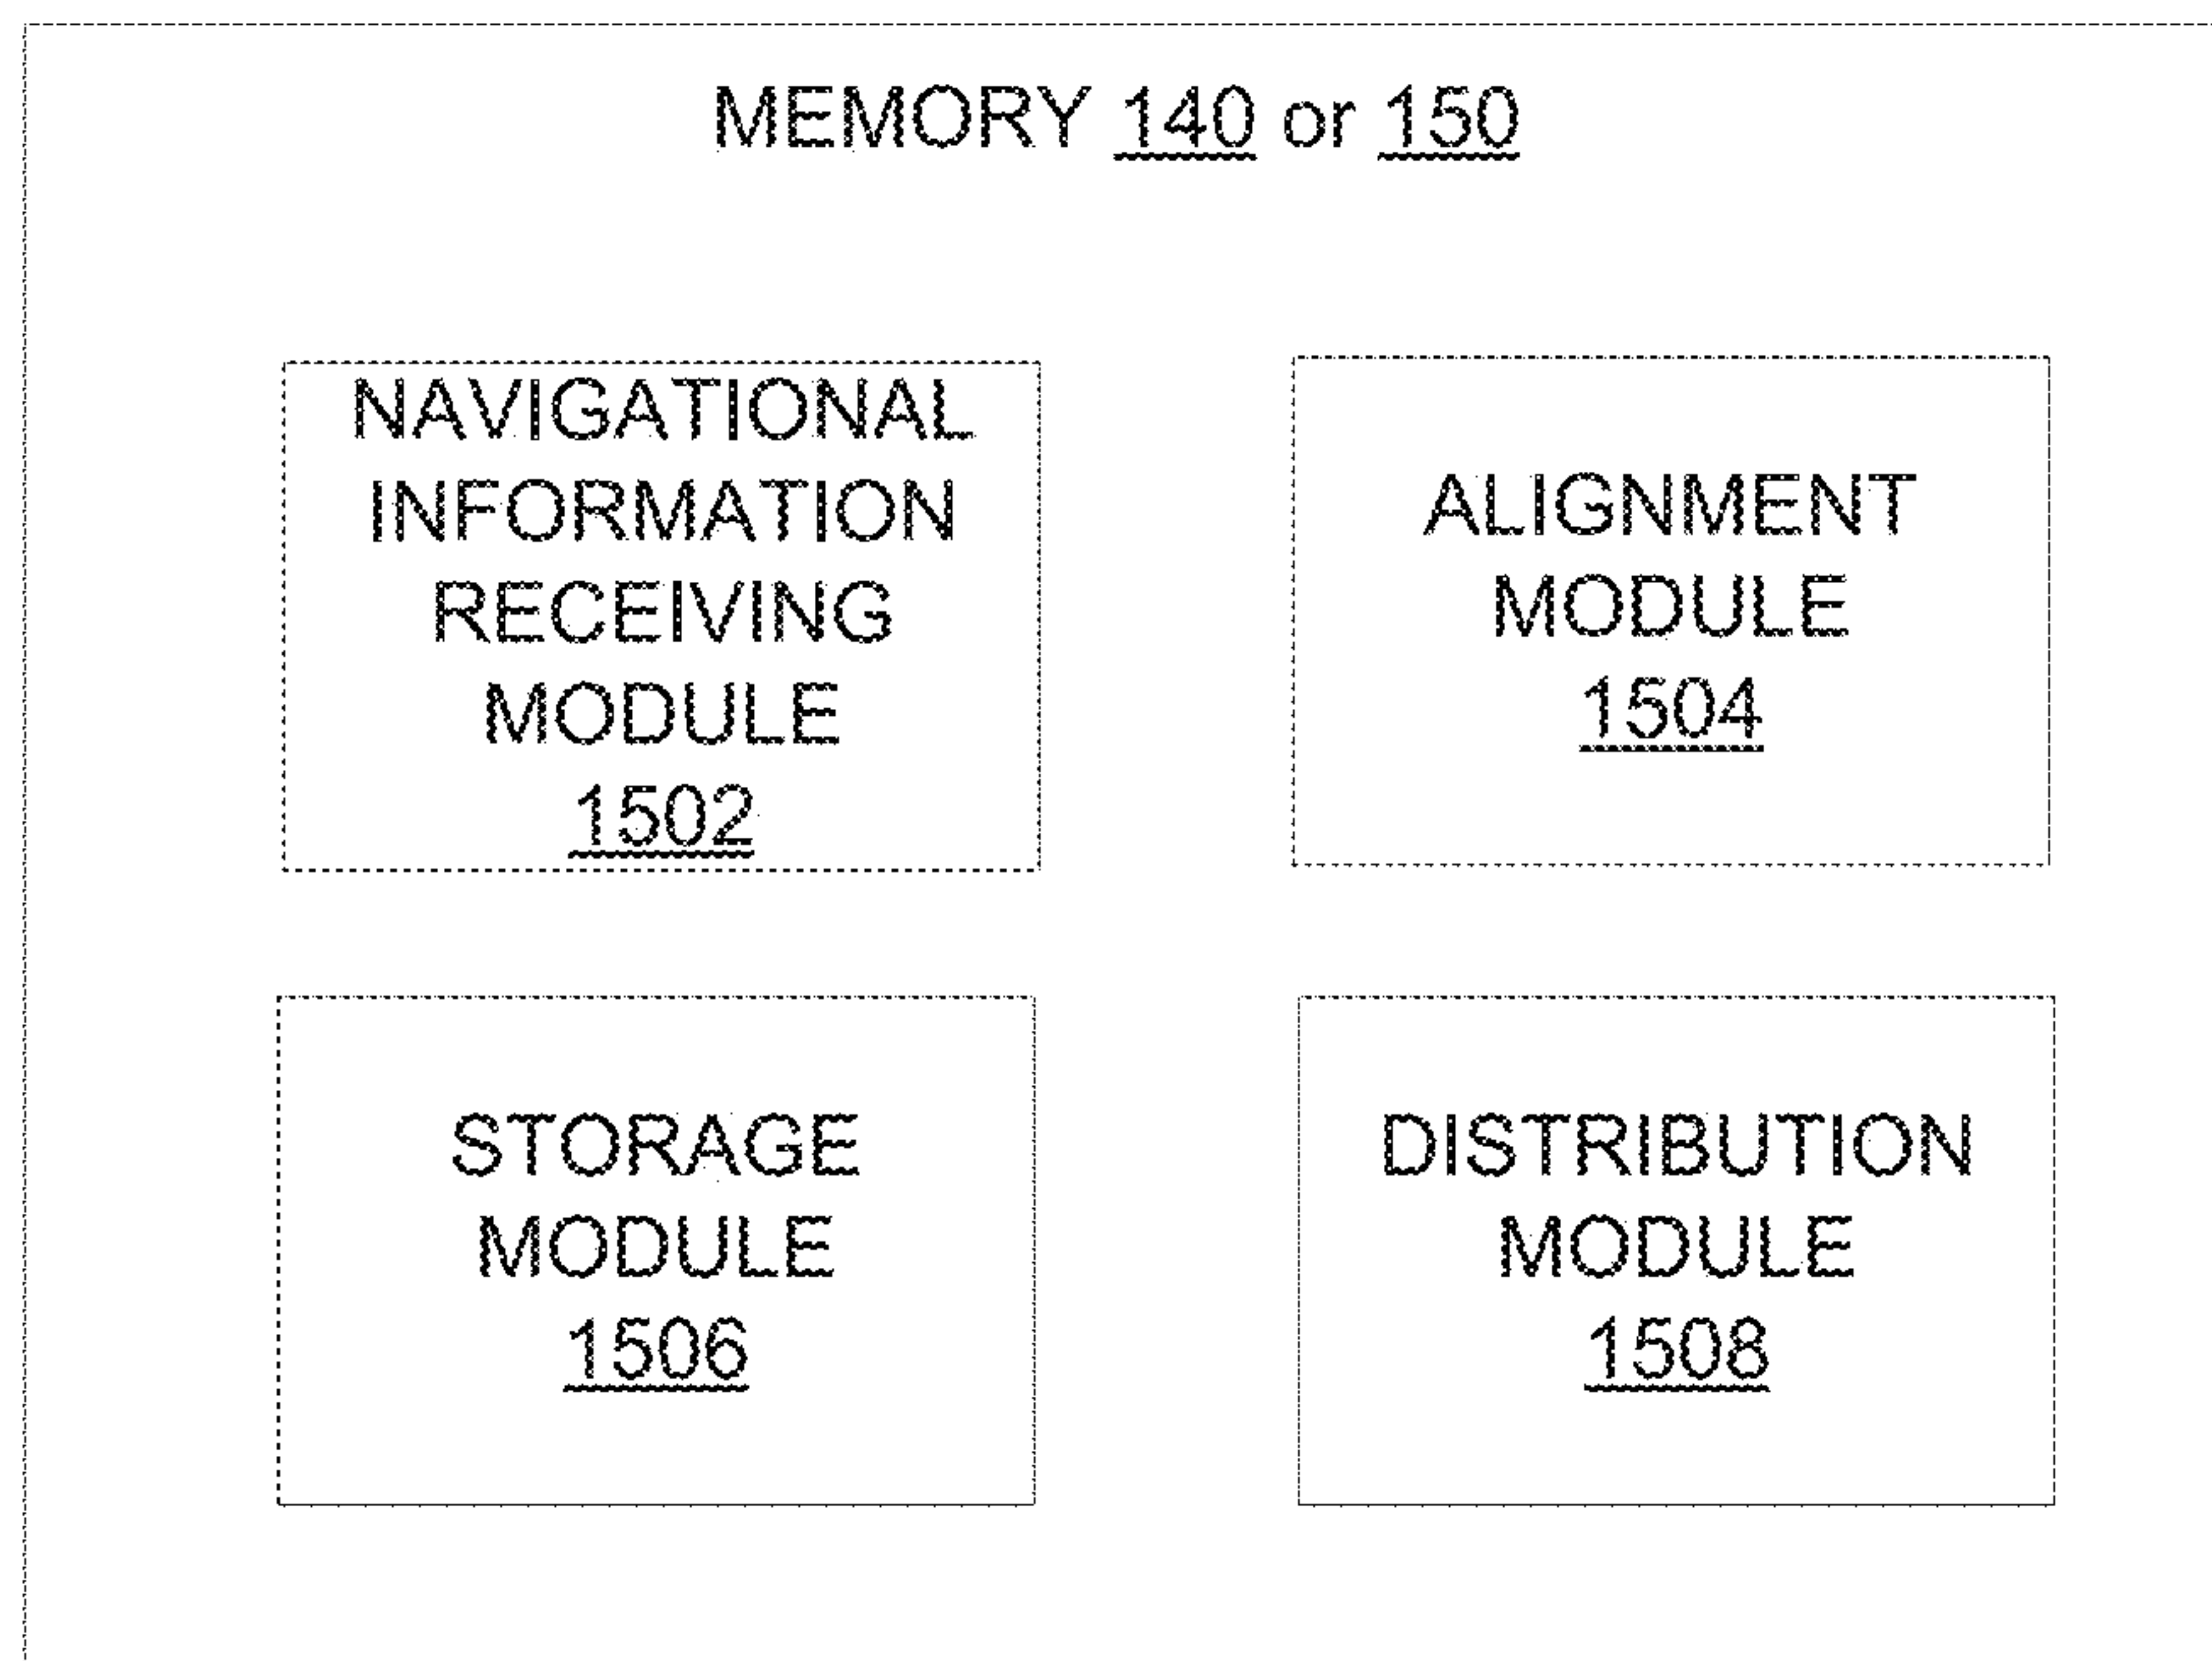 MEMORY 140 or 150
NAVIGATIONAL
INFORMATION
RECEIVING
MODULE
1502
ALIGNMENT
MODULE
1504
STORAGE
MODULE
1506
DISTRIBUTION
MODULE
1508